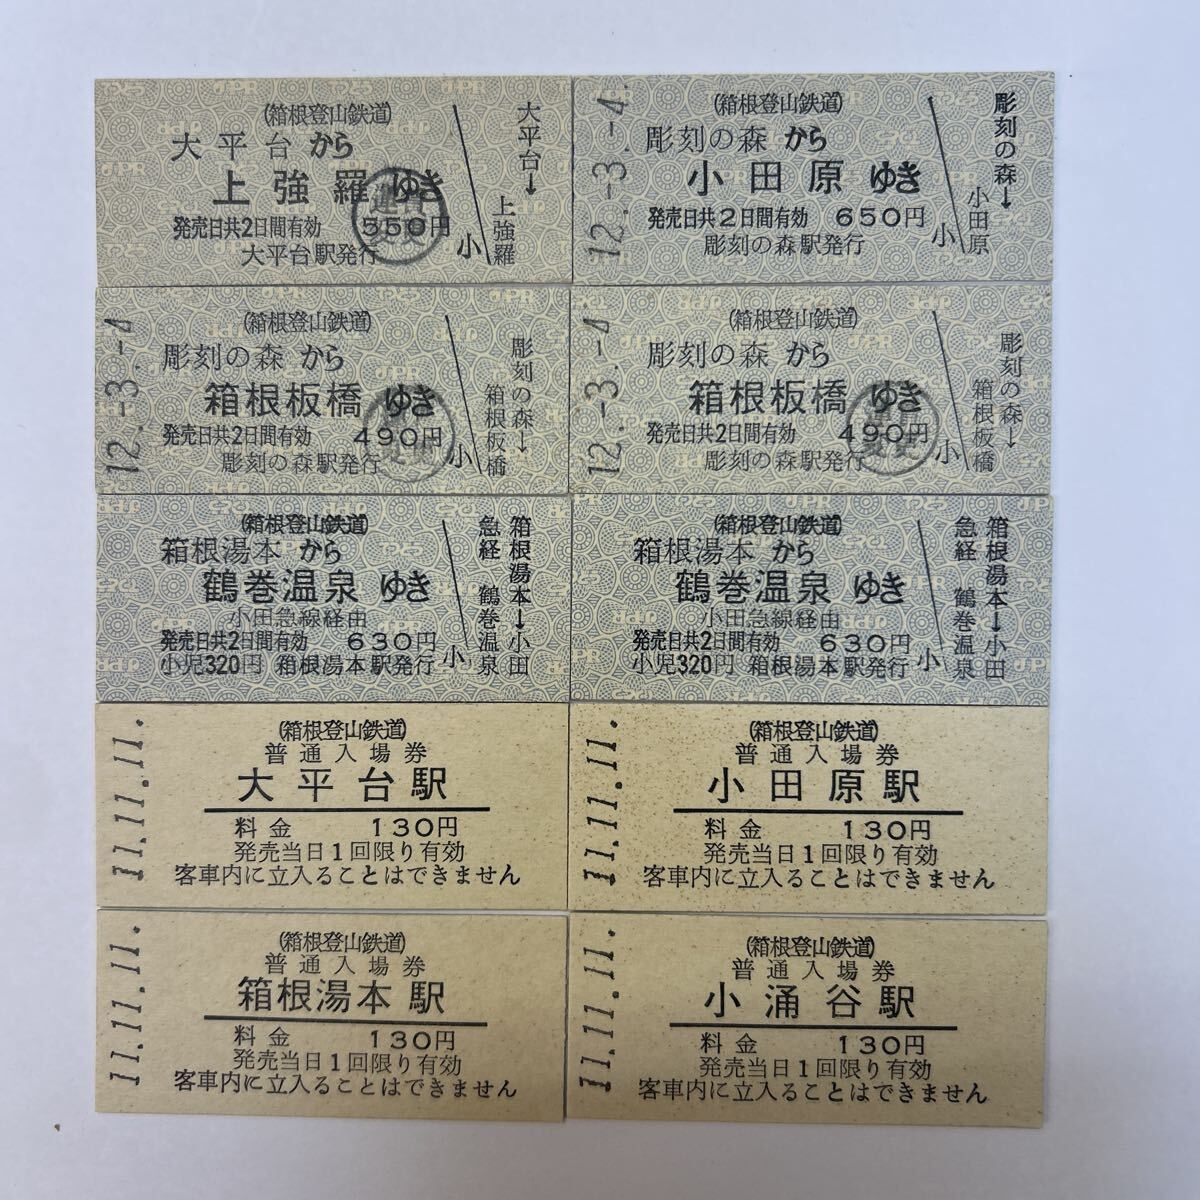 (箱根登山鉄道)
大平台から
上強羅ゆき
発売日共2日間有効 550円
大平台駅発行
小
大平台→上強羅
12.-3.-4
(箱根登山鉄道)
彫刻の森から
小田原ゆき
発売日共2日間有効 650円
彫刻の森駅発行
小
彫刻の森→小田原
12.-3.-4
(箱根登山鉄道)
彫刻の森から
箱根板橋ゆき
発売日共2日間有効 490円
彫刻の森駅発行
小
彫刻の森→箱根板橋
12.-3.-4
(箱根登山鉄道)
彫刻の森から
箱根板橋ゆき
発売日共2日間有効 490円
彫刻の森駅発行
小
彫刻の森→箱根板橋
(箱根登山鉄道)
箱根湯本から
鶴巻温泉ゆき
小田急線経由
発売日共2日間有効 630円
小児320円 箱根湯本駅発行
小
箱根湯本→小田
急経 鶴巻温泉
(箱根登山鉄道)
箱根湯本から
鶴巻温泉ゆき
小田急線経由
発売日共2日間有効 630円
小児320円 箱根湯本駅発行
小
箱根湯本→小田
急経 鶴巻温泉
11.11.11.
(箱根登山鉄道)
普通入場券
大平台駅
料金 130円
発売当日1回限り有効
客車内に立入ることはできません
11.11.11.
(箱根登山鉄道)
普通入場券
小田原駅
料金 130円
発売当日1回限り有効
客車内に立入ることはできません
11.11.11.
(箱根登山鉄道)
普通入場券
箱根湯本駅
料金 130円
発売当日1回限り有効
客車内に立入ることはできません
11.11.11.
(箱根登山鉄道)
普通入場券
小涌谷駅
料金 130円
発売当日1回限り有効
客車内に立入ることはできません